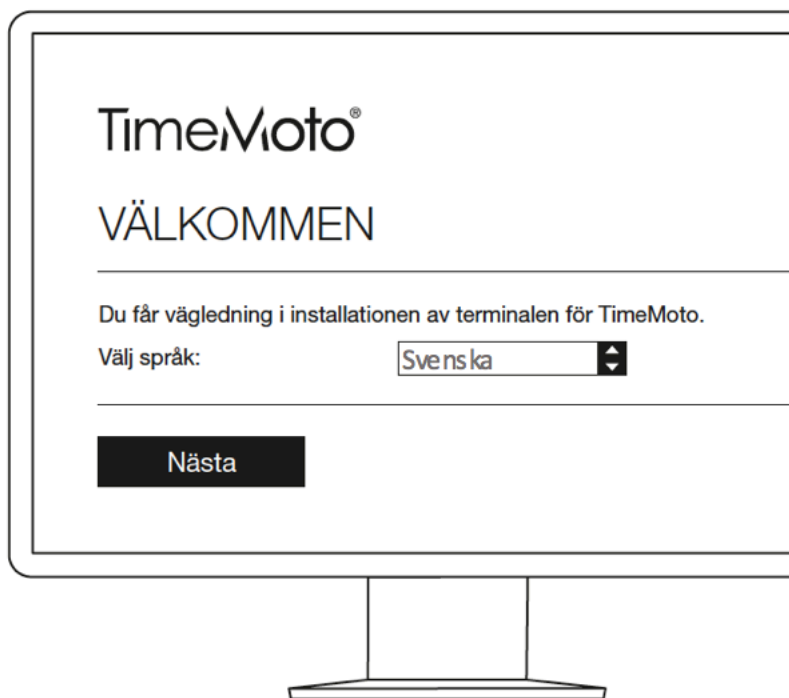 TimeMoto®
VÄLKOMMEN
Du får vägledning i installationen av terminalen för TimeMoto.
Välj språk: Svenska
Nästa